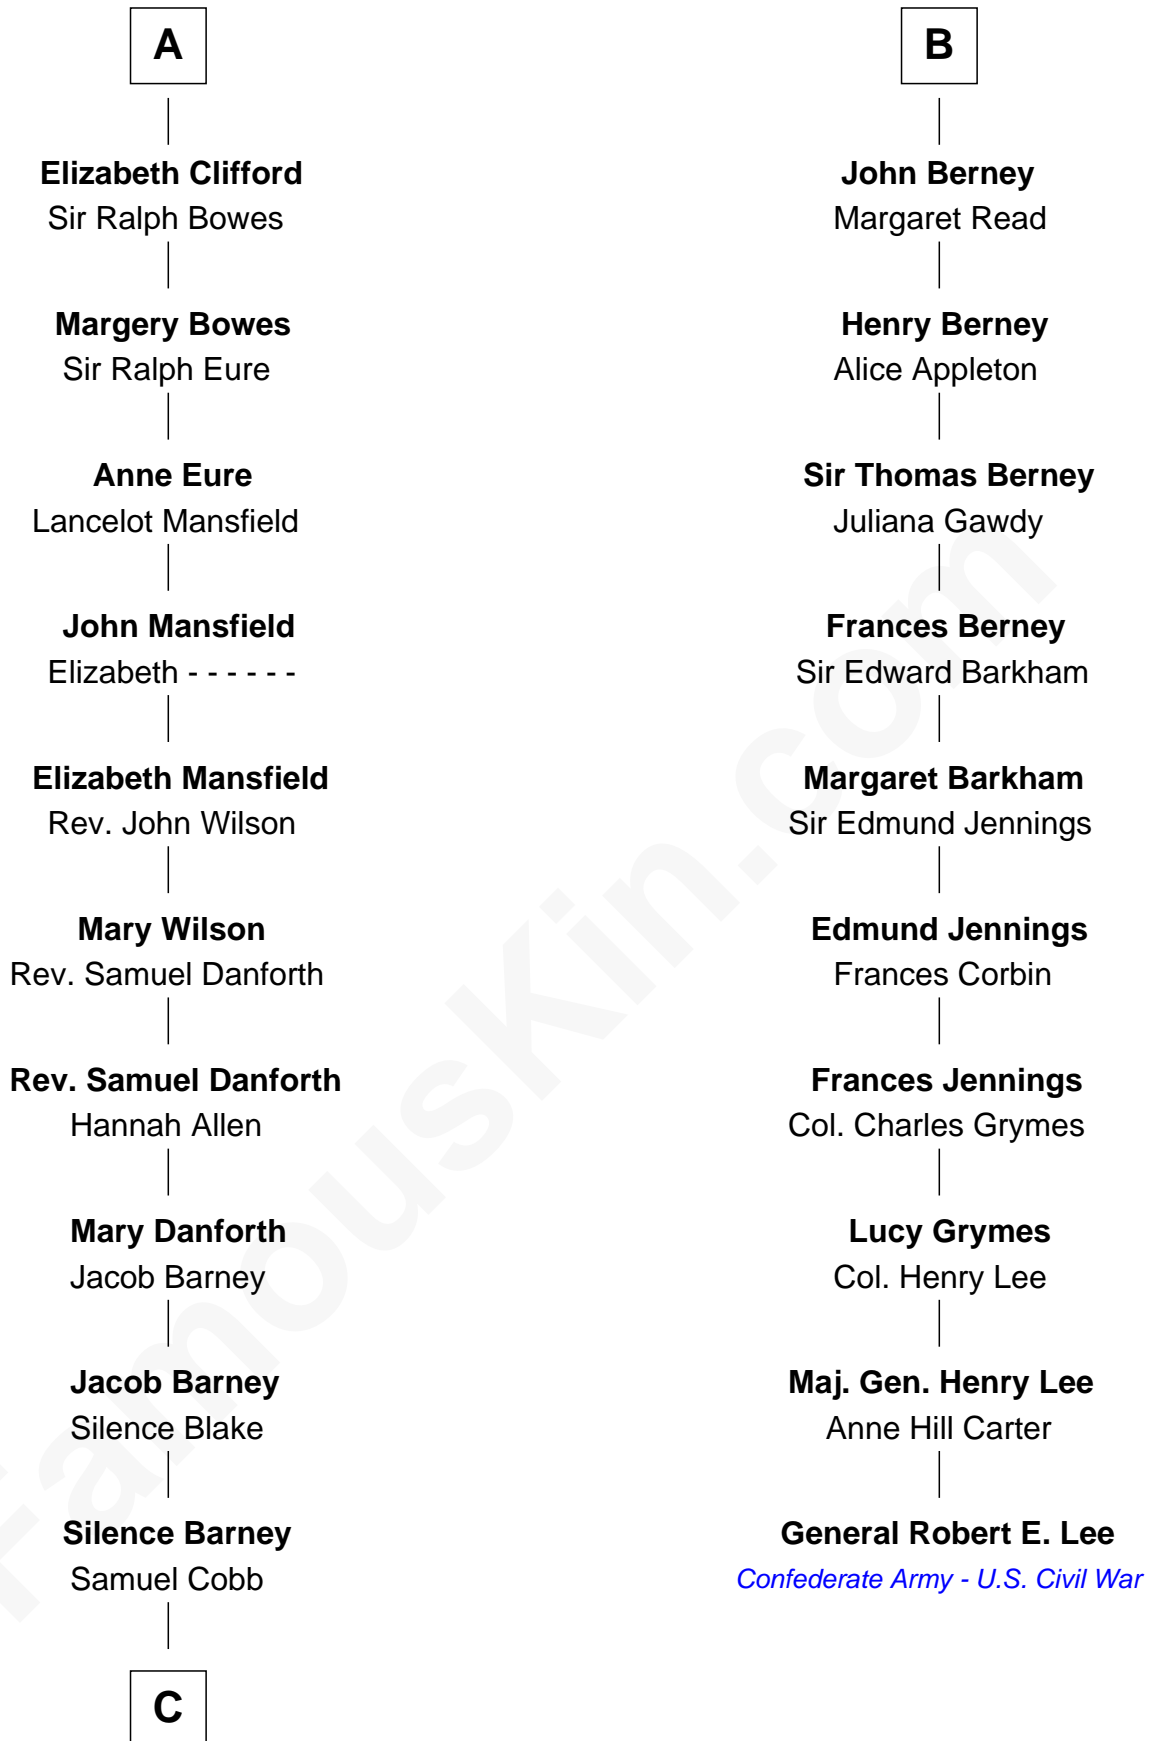 A
Elizabeth Clifford
Sir Ralph Bowes
Margery Bowes
Sir Ralph Eure
Anne Eure
Lancelot Mansfield
John Mansfield
Elizabeth - - - - - -
Elizabeth Mansfield
Rev. John Wilson
Mary Wilson
Rev. Samuel Danforth
Rev. Samuel Danforth
Hannah Allen
Mary Danforth
Jacob Barney
Jacob Barney
Silence Blake
Silence Barney
Samuel Cobb
C
B
John Berney
Margaret Read
Henry Berney
Alice Appleton
Sir Thomas Berney
Juliana Gawdy
Frances Berney
Sir Edward Barkham
Margaret Barkham
Sir Edmund Jennings
Edmund Jennings
Frances Corbin
Frances Jennings
Col. Charles Grymes
Lucy Grymes
Col. Henry Lee
Maj. Gen. Henry Lee
Anne Hill Carter
General Robert E. Lee
Confederate Army - U.S. Civil War
FamousKin.com